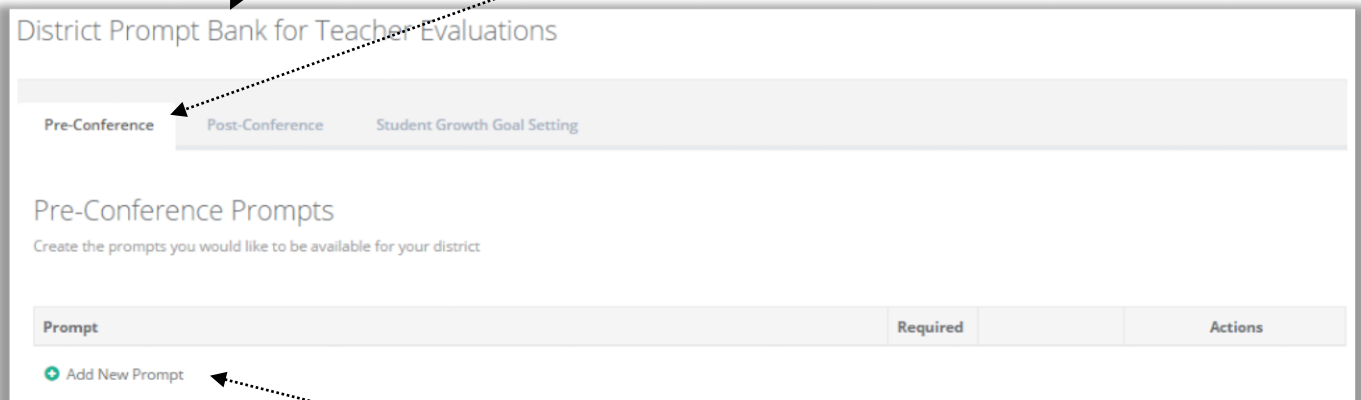 District Prompt Bank for Teacher Evaluations
Pre-Conference Post-Conference Student Growth Goal Setting
Pre-Conference Prompts
Create the prompts you would like to be available for your district
Prompt Required Actions
Add New Prompt